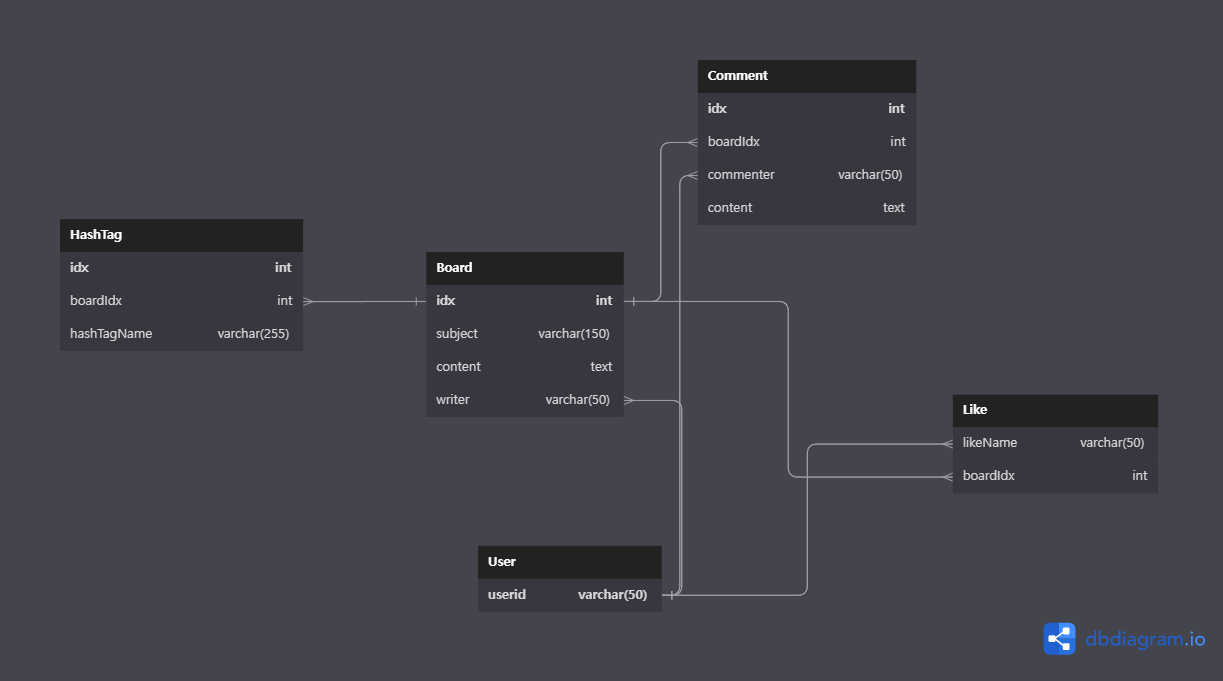 Comment
idx int
boardIdx int
commenter varchar(50)
content text
HashTag
idx int
boardIdx int
hashTagName varchar(255)
Board
idx int
subject varchar(150)
content text
writer varchar(50)
Like
likeName varchar(50)
boardIdx int
User
userid varchar(50)
dbdiagram.io